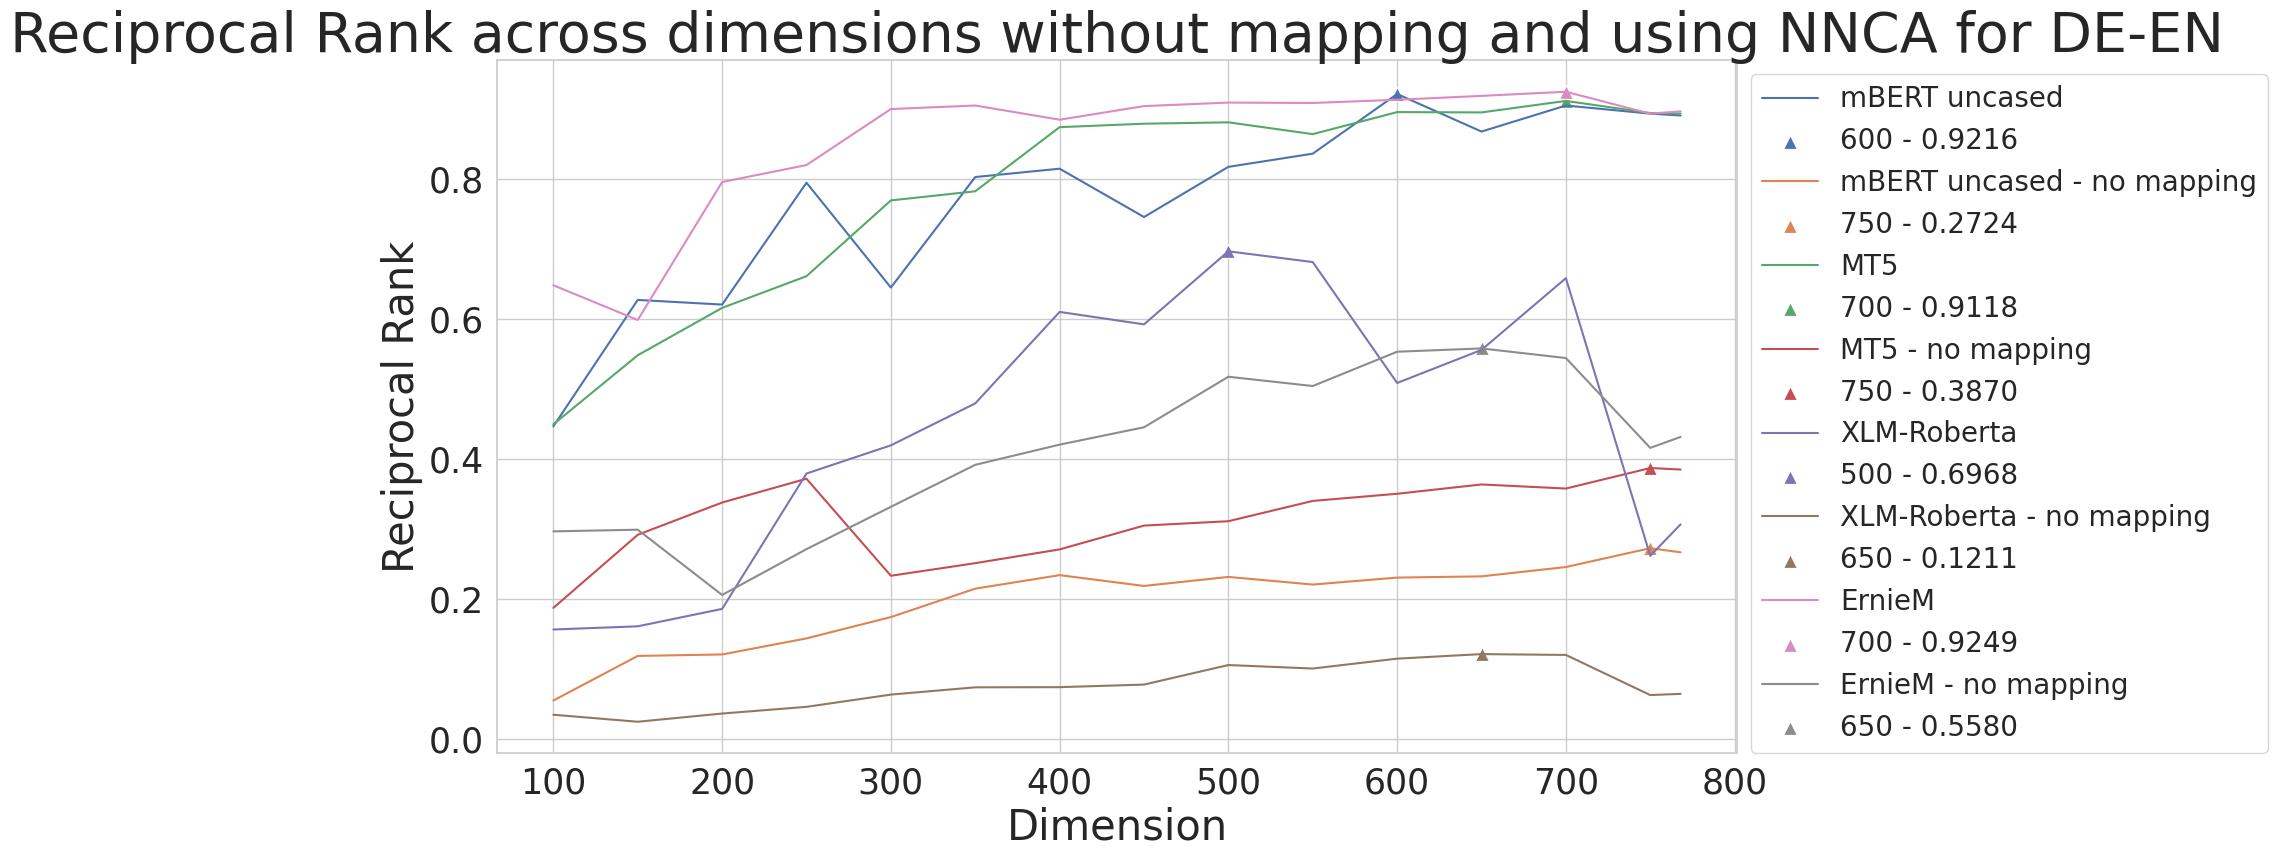 Reciprocal Rank across dimensions without mapping and using NNCA for DE-EN
Reciprocal Rank
0.8
0.6
0.4
0.2
0.0
100 200 300 400 500 600 700 800
Dimension
mBERT uncased
600 - 0.9216
mBERT uncased - no mapping
750 - 0.2724
MT5
700 - 0.9118
MT5 - no mapping
750 - 0.3870
XLM-Roberta
500 - 0.6968
XLM-Roberta - no mapping
650 - 0.1211
ErnieM
700 - 0.9249
ErnieM - no mapping
650 - 0.5580